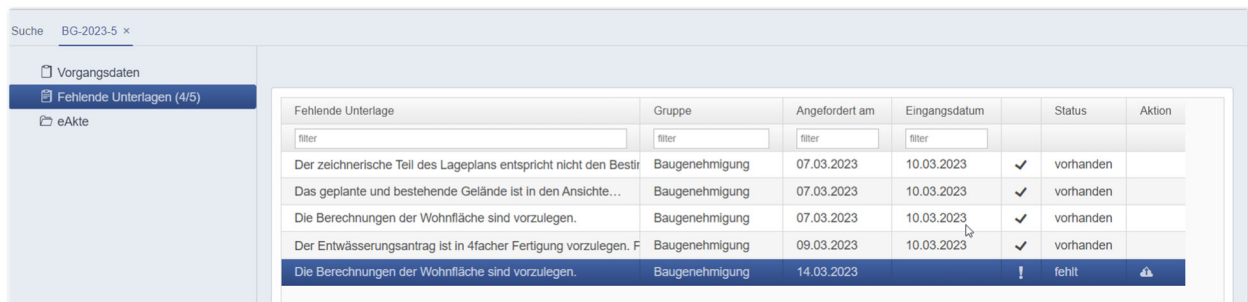 Suche BG-2023-5 ×
Vorgangsdaten
Fehlende Unterlagen (4/5)
eAkte
Fehlende Unterlage Gruppe Angefordert am Eingangsdatum Status Aktion
filter filter filter filter
Der zeichnerische Teil des Lageplans entspricht nicht den Bestir Baugenehmigung 07.03.2023 10.03.2023 vorhanden
Das geplante und bestehende Gelände ist in den Ansichte... Baugenehmigung 07.03.2023 10.03.2023 vorhanden
Die Berechnungen der Wohnfläche sind vorzulegen. Baugenehmigung 07.03.2023 10.03.2023 vorhanden
Der Entwässerungsantrag ist in 4facher Fertigung vorzulegen. F Baugenehmigung 09.03.2023 10.03.2023 vorhanden
Die Berechnungen der Wohnfläche sind vorzulegen. Baugenehmigung 14.03.2023 ! fehlt